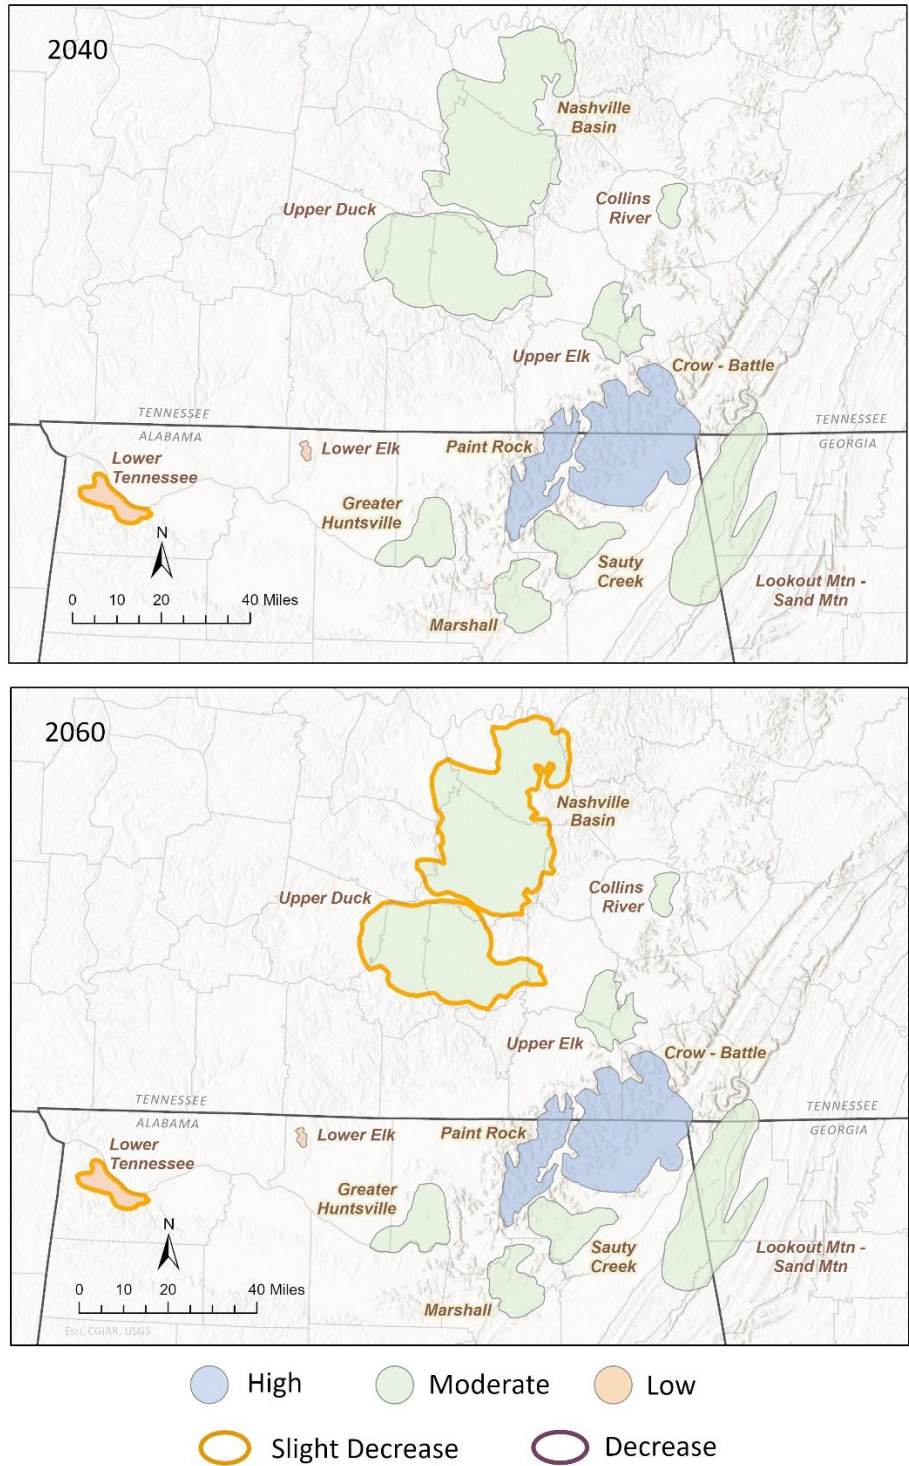 2040
Nashville
Basin
Upper Duck
Collins
River
Upper Elk
Crow - Battle
TENNESSEE
ALABAMA
TENNESSEE
GEORGIA
Lower
Tennessee
Lower Elk
Paint Rock
Greater
Huntsville
N
Sauty
Creek
Lookout Mtn -
Sand Mtn
0 10 20 40 Miles
Marshall
2060
Nashville
Basin
Upper Duck
Collins
River
Upper Elk
Crow - Battle
TENNESSEE
ALABAMA
TENNESSEE
GEORGIA
Lower
Tennessee
Lower Elk
Paint Rock
Greater
Huntsville
N
Sauty
Creek
Lookout Mtn -
Sand Mtn
0 10 20 40 Miles
Marshall
Esri, CGIAR, USGS
High Moderate Low
Slight Decrease Decrease